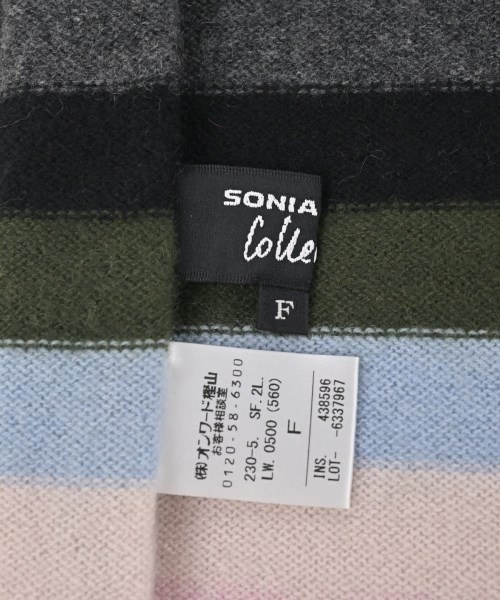 SONIA
Colle
F
(株)オンワード樫山
お客様相談室
0120-58-6300
230-5. SF.2L.
LW. 0500 (560)
F
INS. 438596
LOT- -6337967